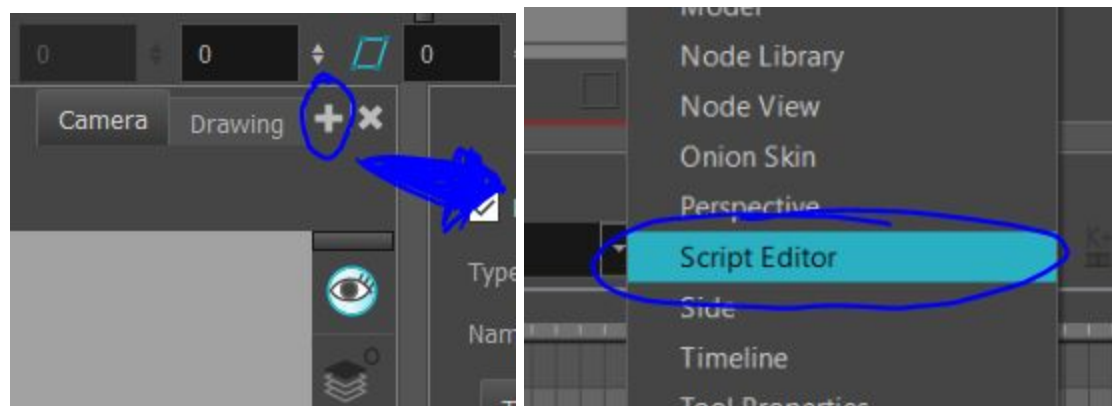 0 0 0
Camera Drawing
Type
Nam
Model
Node Library
Node View
Onion Skin
Perspective
Script Editor
Side
Timeline
Tool Properties